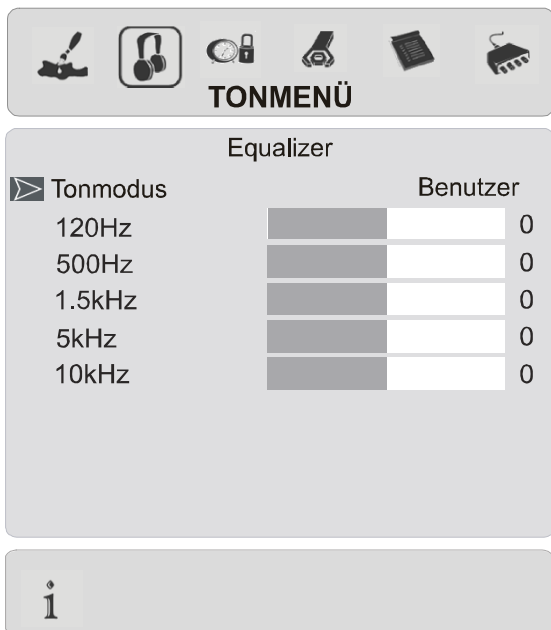 TONMENÜ
Equalizer
Tonmodus Benutzer
120Hz 0
500Hz 0
1.5kHz 0
5kHz 0
10kHz 0
i